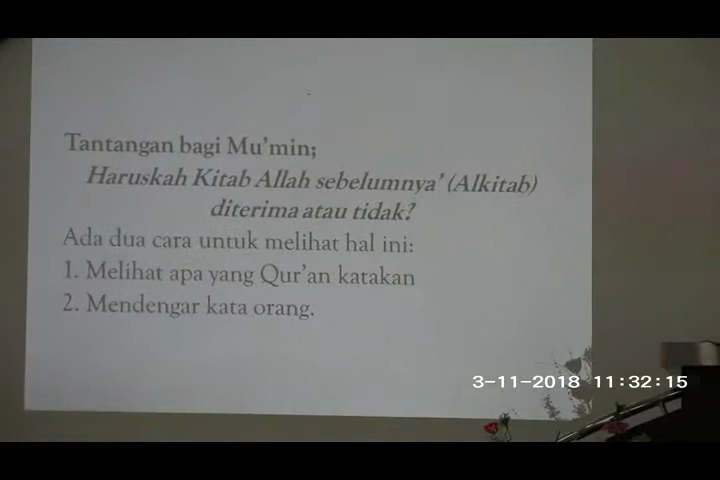 Tantangan bagi Mu'min;
Haruskah Kitab Allah sebelumnya' (Alkitab)
diterima atau tidak?
Ada dua cara untuk melihat hal ini:
1. Melihat apa yang Qur'an katakan
2. Mendengar kata orang.
3-11-2018 11:32:15